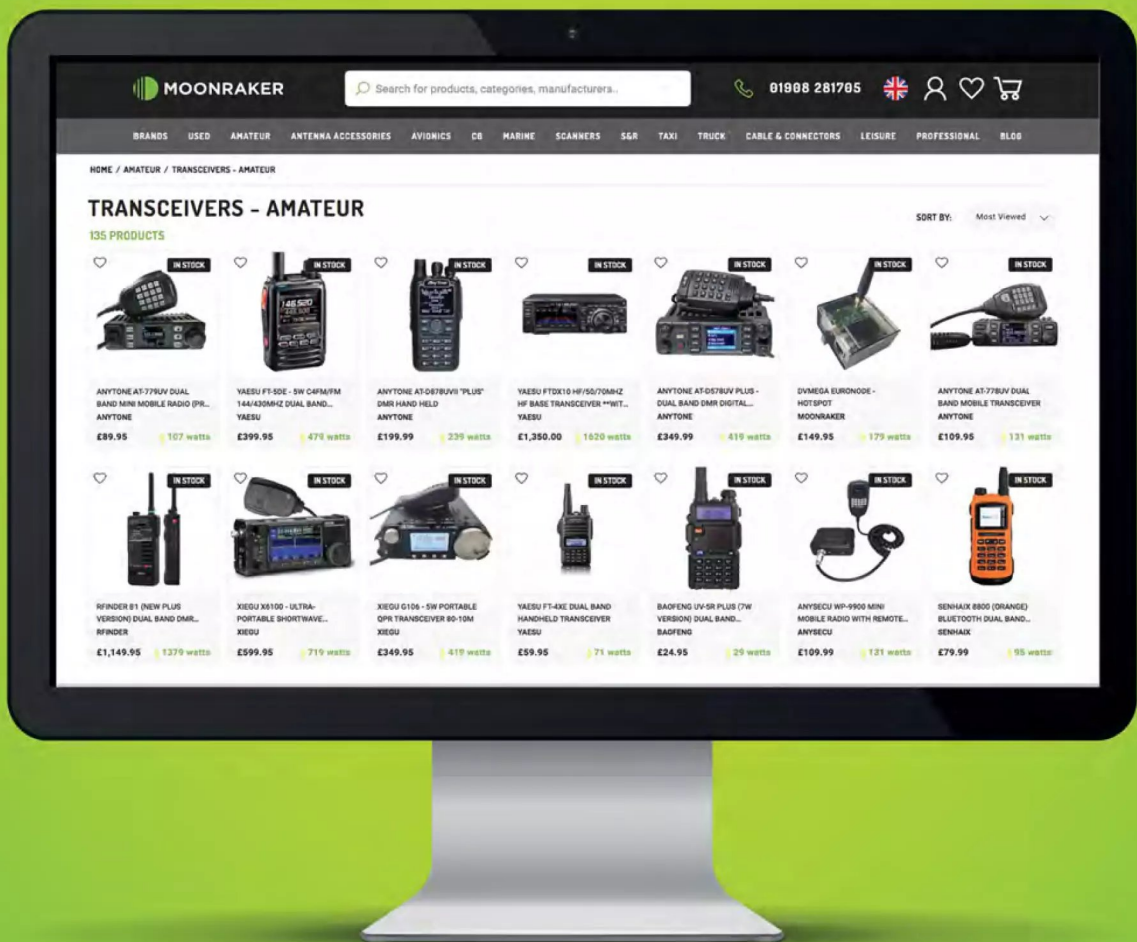 MOONRAKER
Search for products, categories, manufacturers..
01908 281705
BRANDS USED AMATEUR ANTENNA ACCESSORIES AVIONICS CB MARINE SCANNERS S&R TAXI TRUCK CABLE & CONNECTORS LEISURE PROFESSIONAL BLOG
HOME / AMATEUR / TRANSCEIVERS - AMATEUR
TRANSCEIVERS - AMATEUR
SORT BY: Most Viewed
135 PRODUCTS
IN STOCK IN STOCK IN STOCK IN STOCK IN STOCK IN STOCK IN STOCK
ANYTONE AT-779UV DUAL
BAND MINI MOBILE RADIO (PR...
ANYTONE
£89.95 107 watts
YAESU FT-5DE - 5W C4FM/FM
144/430MHZ DUAL BAND...
YAESU
£399.95 479 watts
ANYTONE AT-D878UVII "PLUS"
DMR HAND HELD
ANYTONE
£199.99 239 watts
YAESU FTDX10 HF/50/70MHZ
HF BASE TRANSCEIVER **WIT...
YAESU
£1,350.00 1620 watts
ANYTONE AT-D578UV PLUS -
DUAL BAND DMR DIGITAL...
ANYTONE
£349.99 419 watts
DVMEGA EURONODE -
HOTSPOT
MOONRAKER
£149.95 179 watts
ANYTONE AT-778UV DUAL
BAND MOBILE TRANSCEIVER
ANYTONE
£109.95 131 watts
IN STOCK IN STOCK IN STOCK IN STOCK IN STOCK IN STOCK IN STOCK
RFINDER B1 (NEW PLUS
VERSION) DUAL BAND DMR...
RFINDER
£1,149.95 1379 watts
XIEGU X6100 - ULTRA-
PORTABLE SHORTWAVE...
XIEGU
£599.95 719 watts
XIEGU G106 - 5W PORTABLE
QPR TRANSCEIVER 80-10M
XIEGU
£349.95 419 watts
YAESU FT-4XE DUAL BAND
HANDHELD TRANSCEIVER
YAESU
£59.95 71 watts
BAOFENG UV-5R PLUS (7W
VERSION) DUAL BAND...
BAOFENG
£24.95 29 watts
ANYSECU WP-9900 MINI
MOBILE RADIO WITH REMOTE...
ANYSECU
£109.99 131 watts
SENHAIX 8800 (ORANGE)
BLUETOOTH DUAL BAND...
SENHAIX
£79.99 95 watts